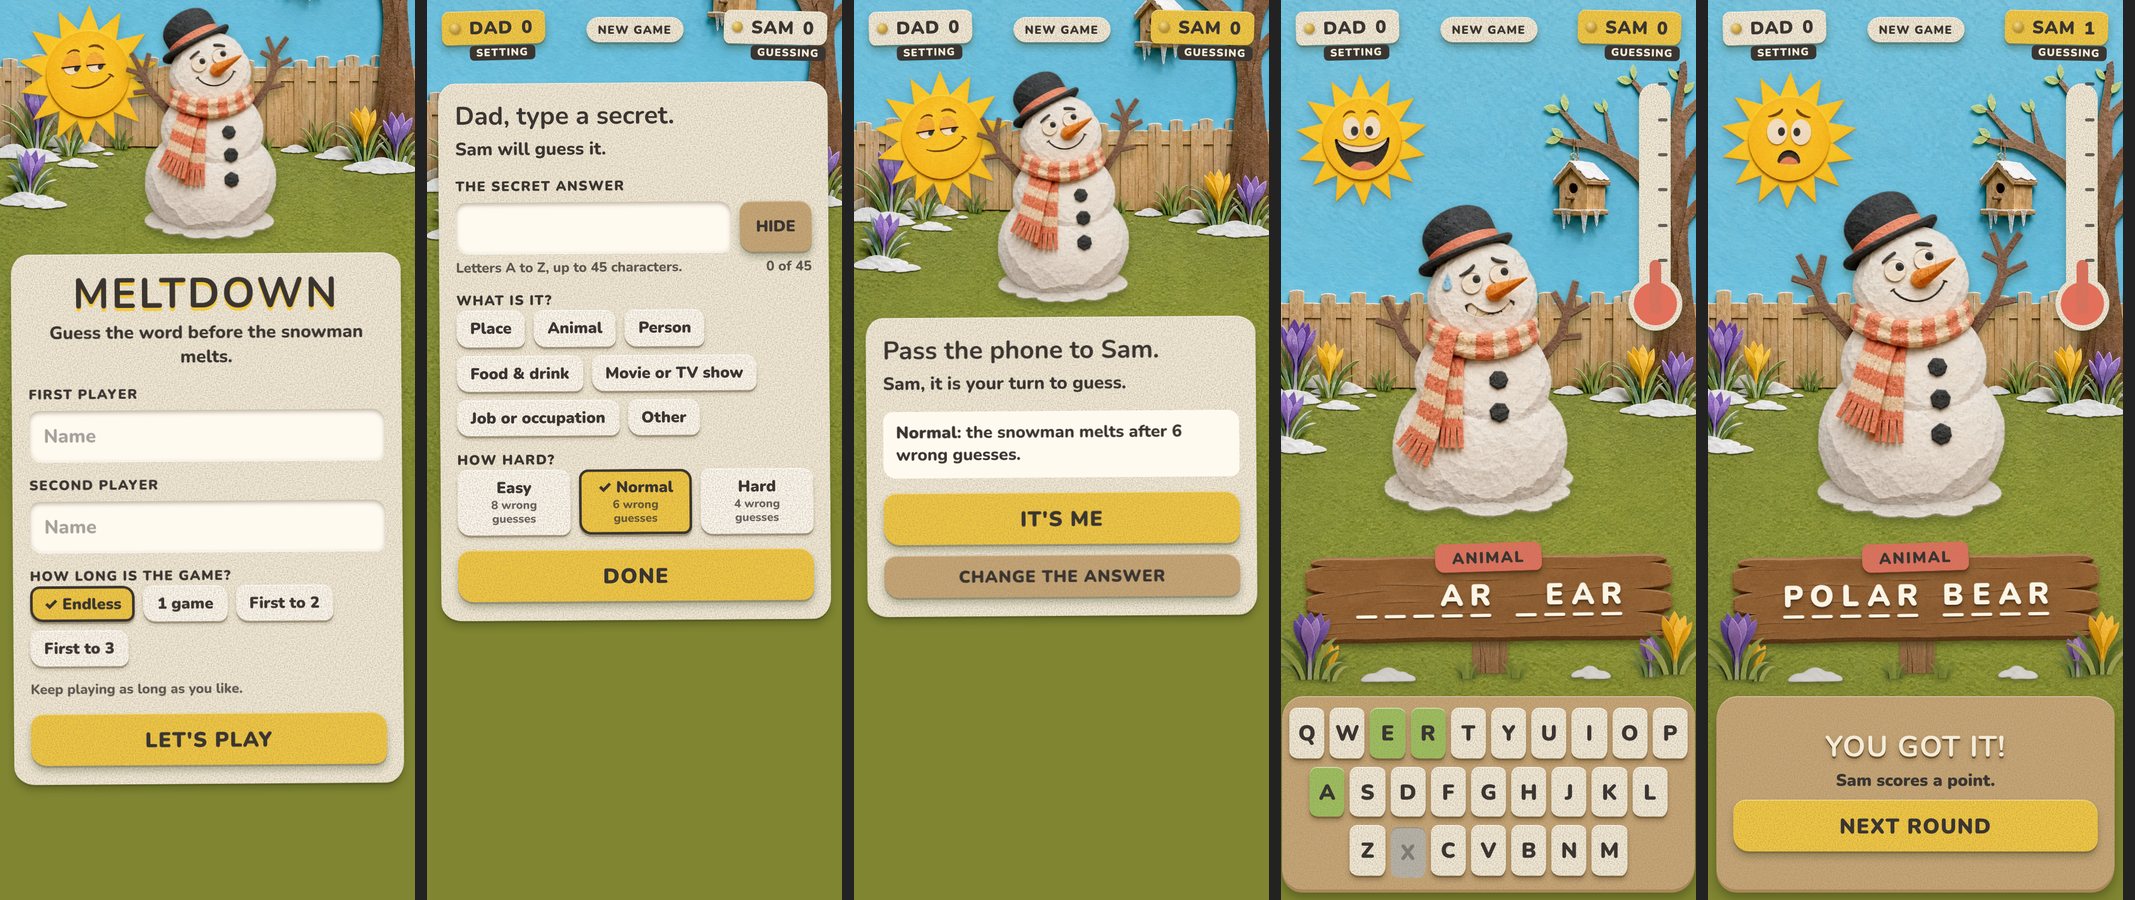 MELTDOWN
Guess the word before the snowman
melts.
FIRST PLAYER
Name
SECOND PLAYER
Name
HOW LONG IS THE GAME?
✓ Endless
1 game
First to 2
First to 3
Keep playing as long as you like.
LET'S PLAY
DAD 0
SETTING
NEW GAME
SAM 0
GUESSING
Dad, type a secret.
Sam will guess it.
THE SECRET ANSWER
HIDE
Letters A to Z, up to 45 characters.
0 of 45
WHAT IS IT?
Place
Animal
Person
Food & drink
Movie or TV show
Job or occupation
Other
HOW HARD?
Easy
8 wrong
guesses
✓ Normal
6 wrong
guesses
Hard
4 wrong
guesses
DONE
DAD 0
SETTING
NEW GAME
SAM 0
GUESSING
Pass the phone to Sam.
Sam, it is your turn to guess.
Normal: the snowman melts after 6
wrong guesses.
IT'S ME
CHANGE THE ANSWER
DAD 0
SETTING
NEW GAME
SAM 0
GUESSING
ANIMAL
_ _ _ A R _ E A R
Q W E R T Y U I O P
A S D F G H J K L
Z X C V B N M
DAD 0
SETTING
NEW GAME
SAM 1
GUESSING
ANIMAL
POLAR BEAR
YOU GOT IT!
Sam scores a point.
NEXT ROUND